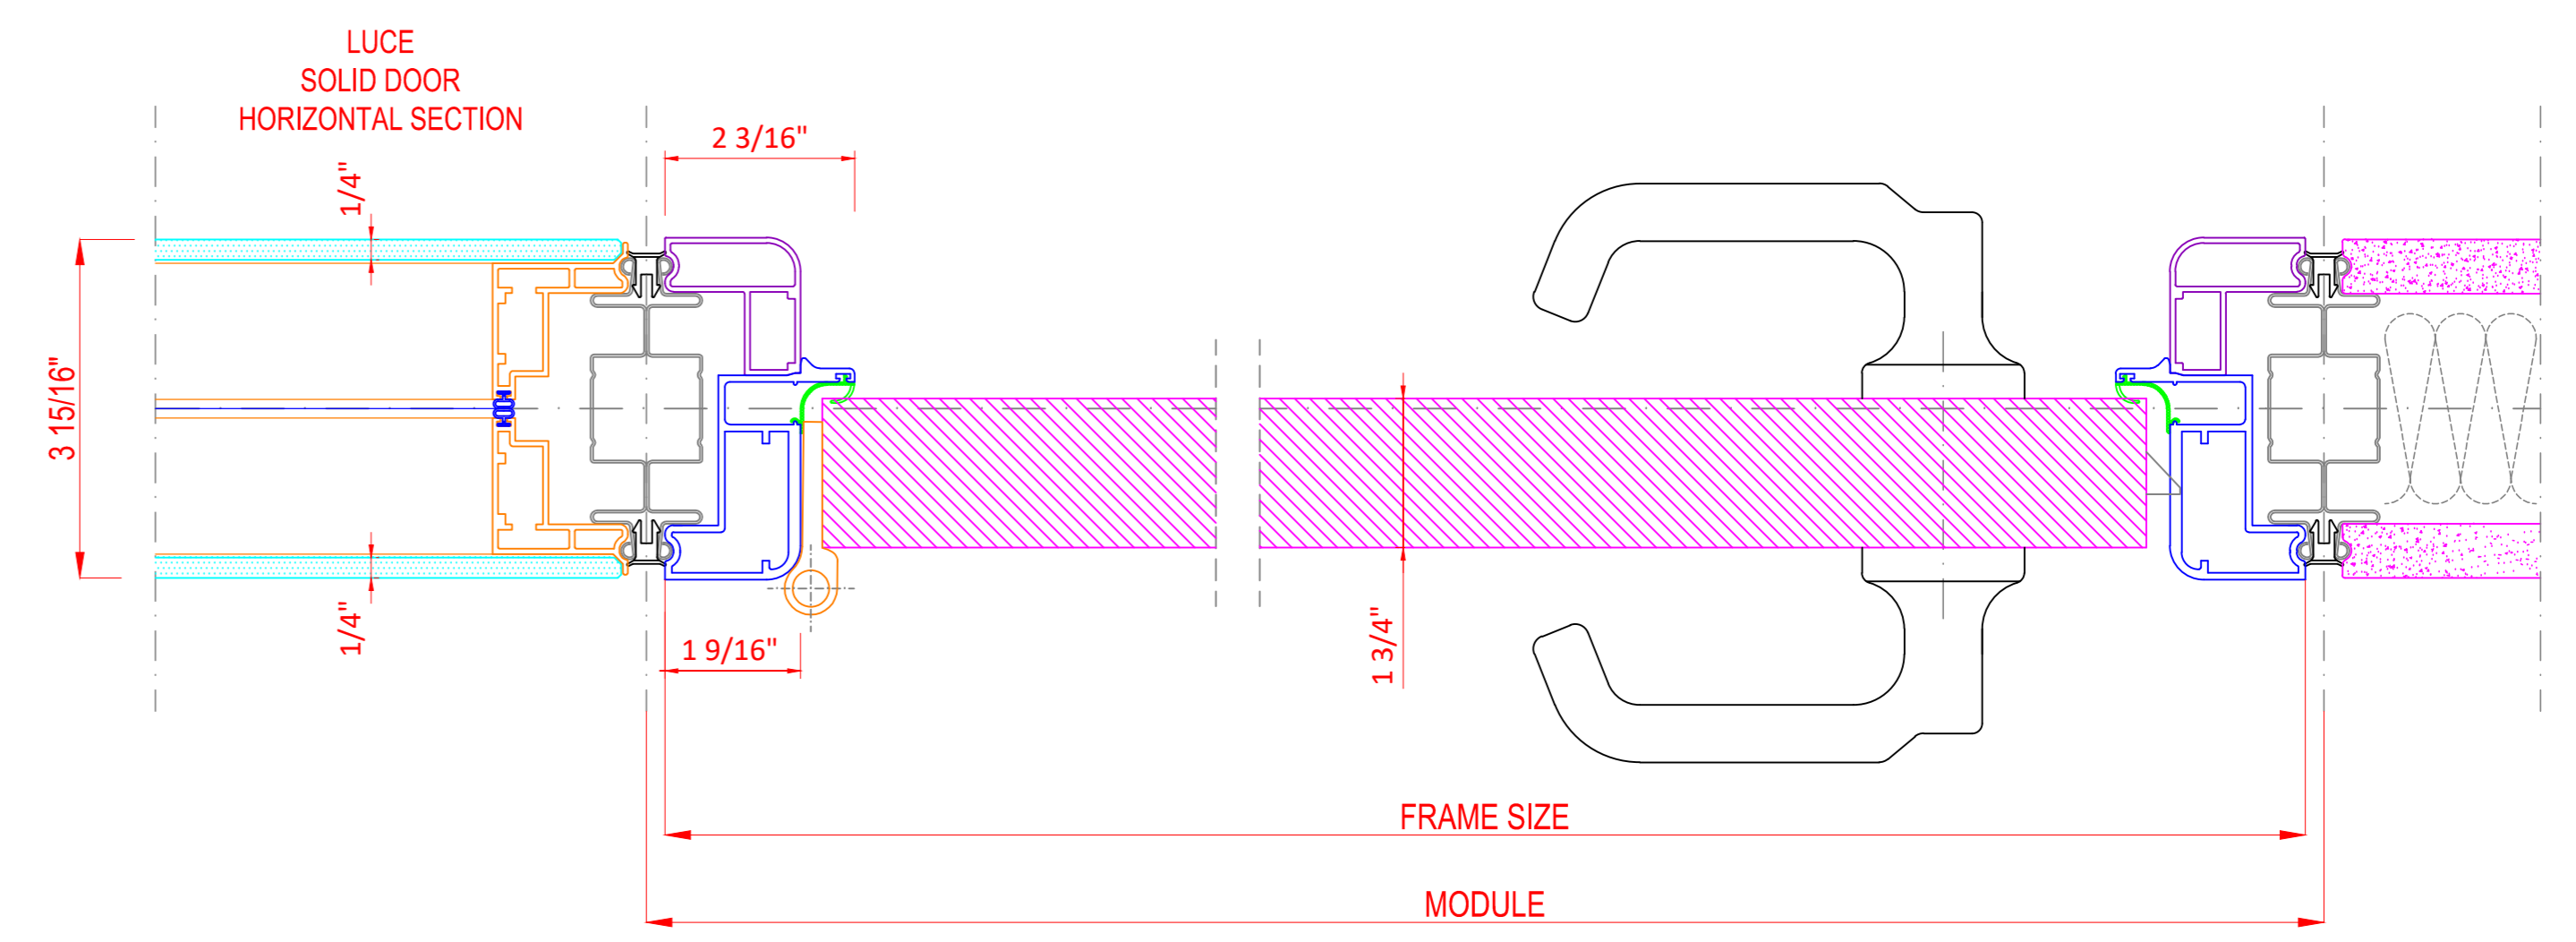 LUCE
SOLID DOOR
HORIZONTAL SECTION
2 3/16"
1/4"
3 15/16"
1/4"
1 9/16"
1 3/4"
FRAME SIZE
MODULE